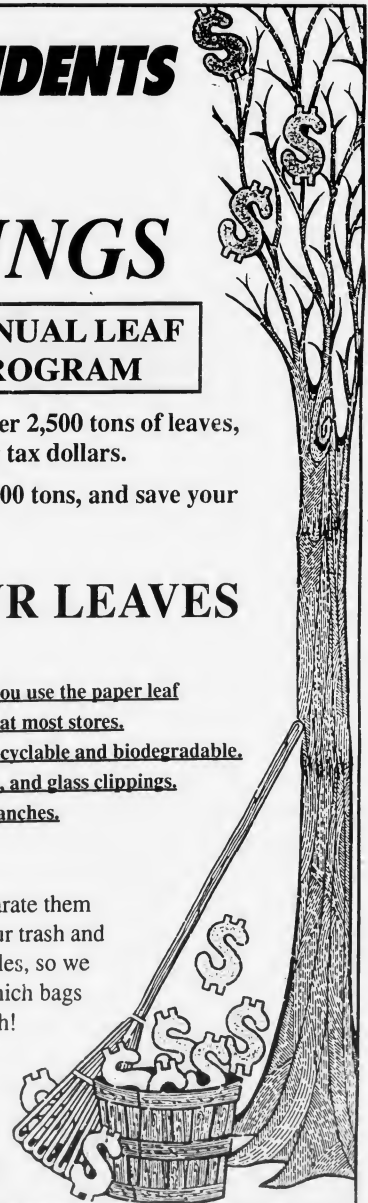 IDENTS
INGS
NUAL LEAF
ROGRAM
er 2,500 tons of leaves,
tax dollars.
00 tons, and save your
R LEAVES
ou use the paper leaf
at most stores.
cyclable and biodegradable.
, and glass clippings.
anches.
arate them
ur trash and
les, so we
hich bags
h!